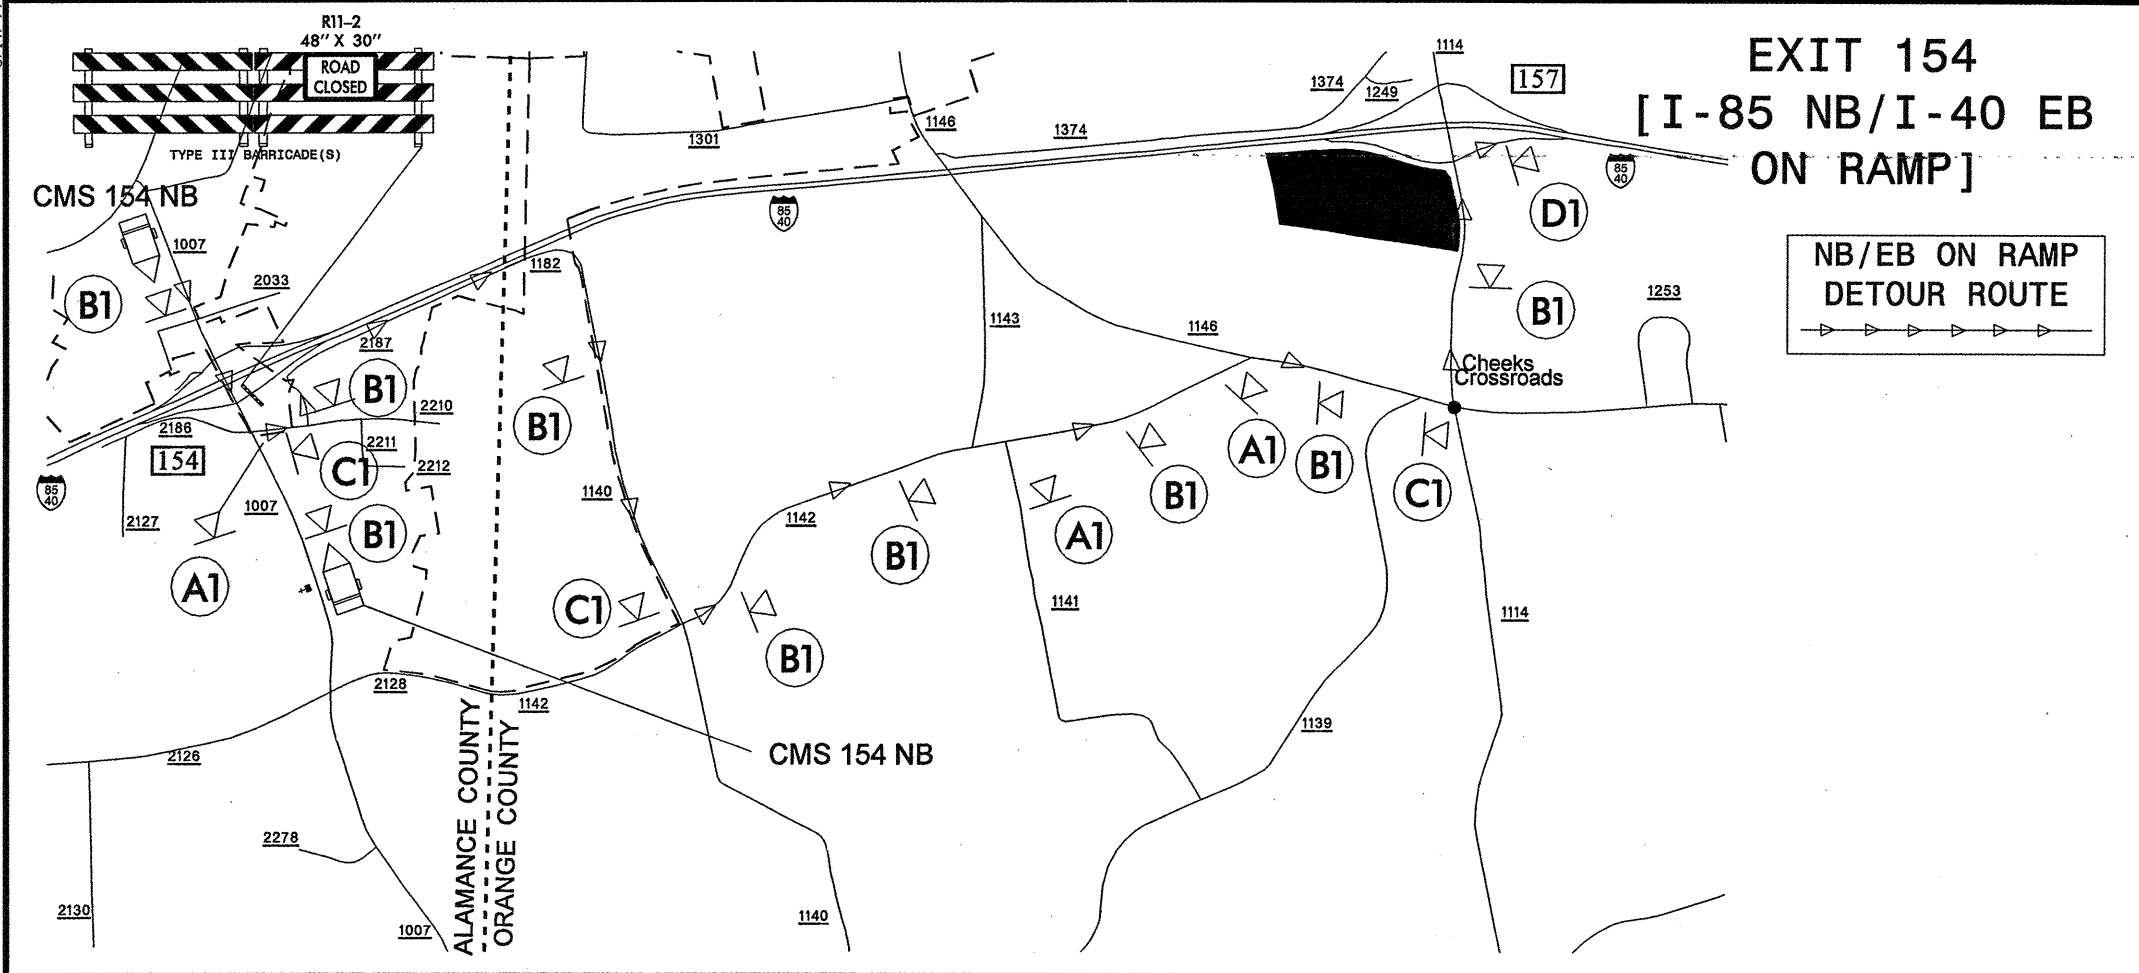 R11-2
48" X 30"
ROAD
CLOSED
TYPE III BARRICADE(S)
EXIT 154
[I-85 NB/I-40 EB
ON RAMP]
NB/EB ON RAMP
DETOUR ROUTE
1114
157
1374
1249
1301
1146
1374
85
40
85
40
D1
CMS 154 NB
1007
B1
2033
1182
1143
1146
B1
1253
Cheeks
Crossroads
2187
B1
2210
B1
2186
154
2211
C1
2212
A1
B1
C1
85
40
2127
1007
B1
A1
1140
1142
B1
A1
B1
C1
B1
1141
1114
2128
1142
1139
2126
CMS 154 NB
ALAMANCE COUNTY
ORANGE COUNTY
2278
2130
1007
1140